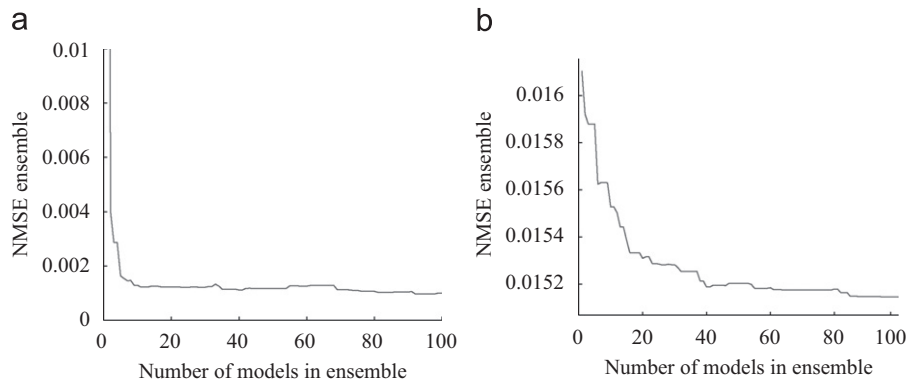 a
NMSE ensemble
0.01
0.008
0.006
0.004
0.002
0
0 20 40 60 80 100
Number of models in ensemble
b
NMSE ensemble
0.016
0.0158
0.0156
0.0154
0.0152
0 20 40 60 80 100
Number of models in ensemble